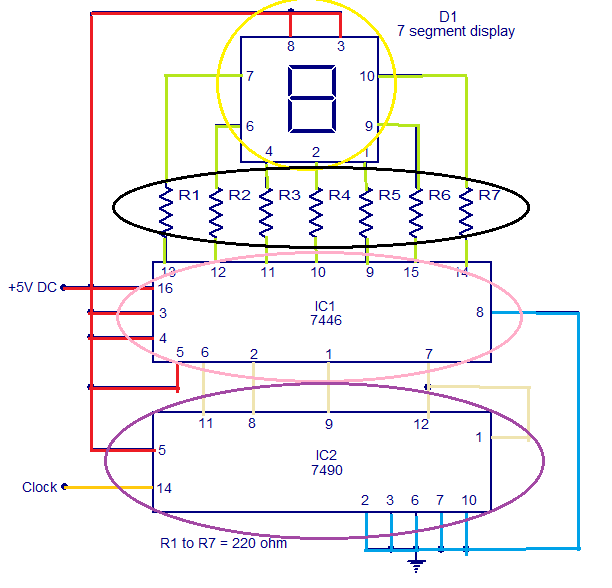 D1
7 segment display
8 3
7 10
6 9
4 2 1
R1 R2 R3 R4 R5 R6 R7
13 12 11 10 9 15 14
+5V DC 16
IC1
7446
3 8
4
5 6 2 1 7
11 8 9 12
1
5
IC2
7490
Clock 14
2 3 6 7 10
R1 to R7 = 220 ohm